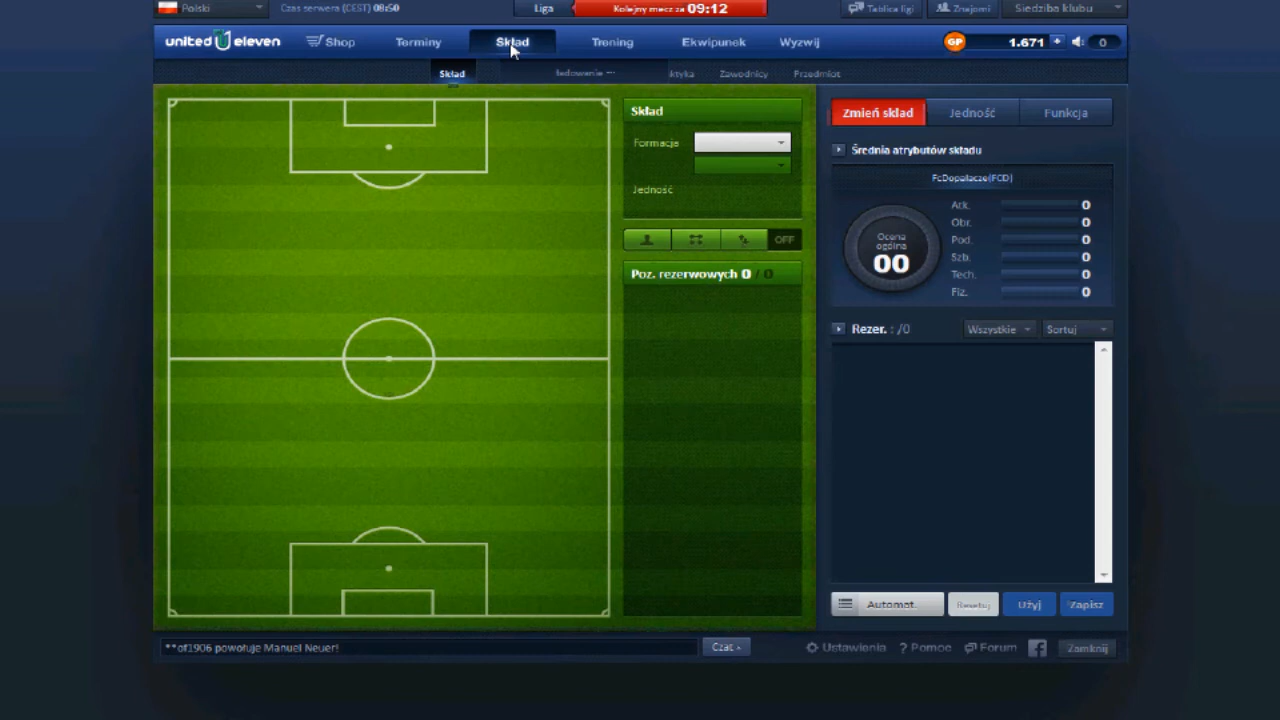 Polski
Czas serwera (CEST) 08:50
Liga
Kolejny mecz za 09:12
Tablica ligi
Znajomi
Siedziba klubu
united eleven
Shop
Terminy
Skład
Trening
Ekwipunek
Wyzwij
GP
1.671
0
Skład
Zawodnicy
Przedmiot
Skład
Formacja
Jedność
OFF
Poz. rezerwowych 0 / 0
Zmień skład
Jedność
Funkcja
Średnia atrybutów składu
FcDopalacze(FCD)
Ocena ogólna
00
Atk. 0
Obr. 0
Pod. 0
Szb. 0
Tech. 0
Fiz. 0
Rezer. : /0
Wszystkie
Sortuj
Automat.
Resetuj
Użyj
Zapisz
**of1906 powołuje Manuel Neuer!
Czat
Ustawienia
? Pomoc
Forum
Zamknij